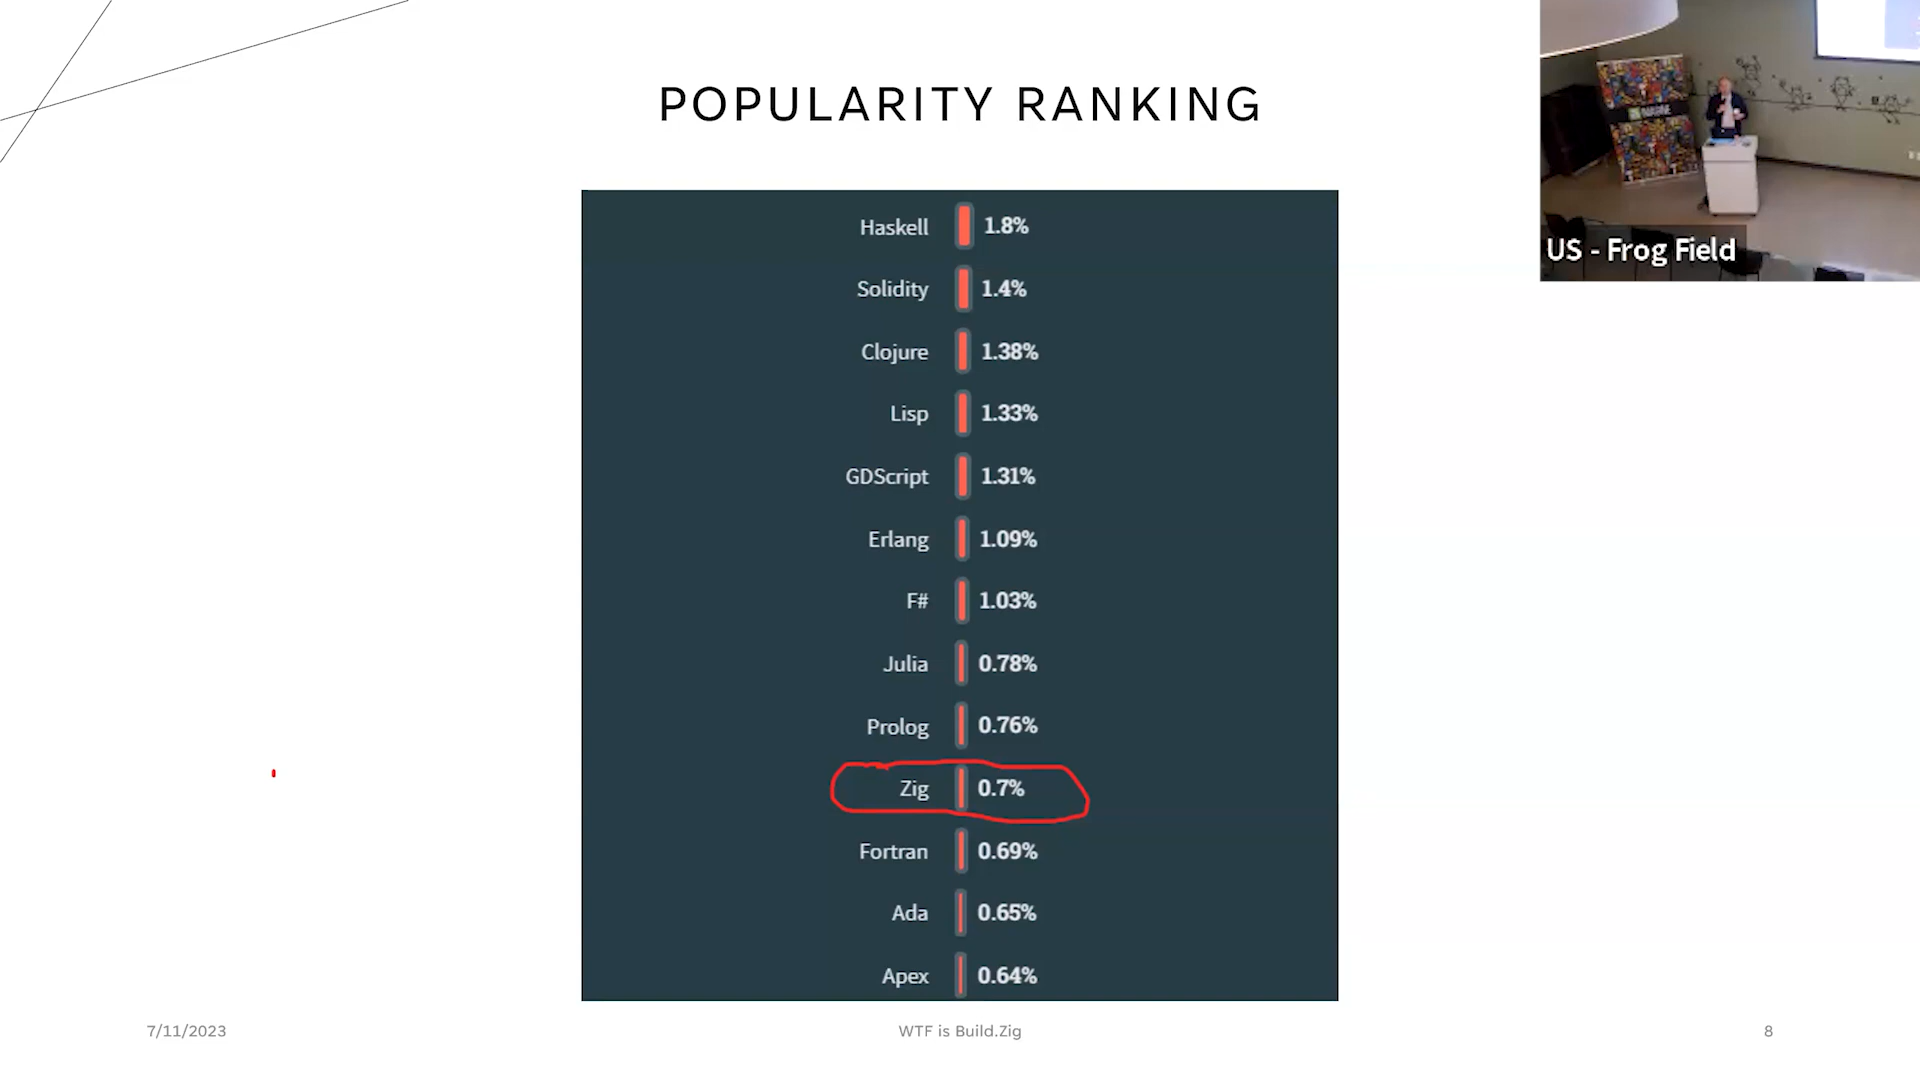 POPULARITY RANKING
Haskell 1.8%
Solidity 1.4%
Clojure 1.38%
Lisp 1.33%
GDScript 1.31%
Erlang 1.09%
F# 1.03%
Julia 0.78%
Prolog 0.76%
Zig 0.7%
Fortran 0.69%
Ada 0.65%
Apex 0.64%
US - Frog Field
7/11/2023
WTF is Build.Zig
8